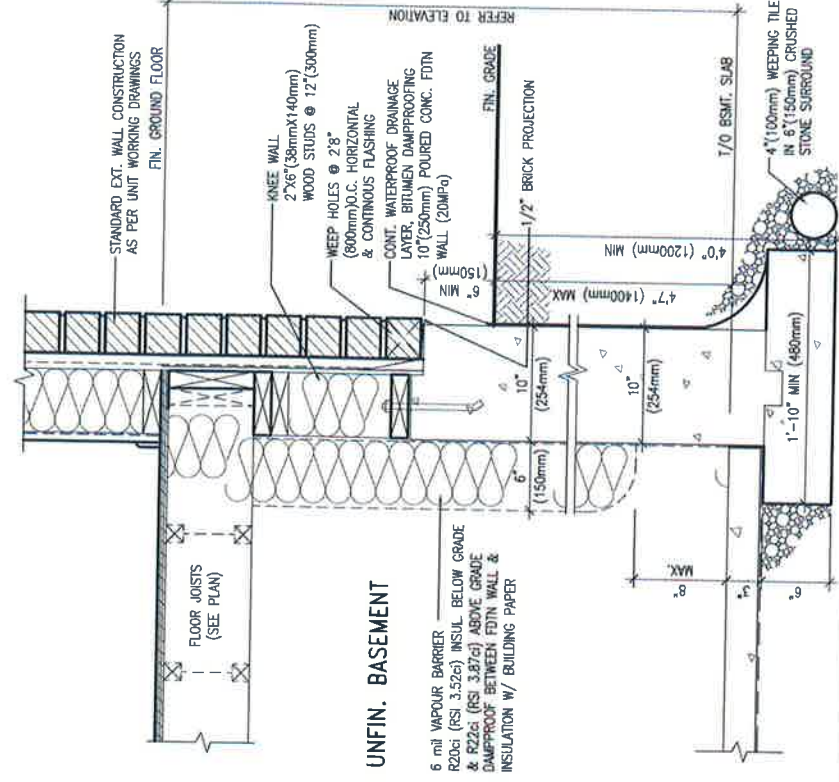 STANDARD EXT. WALL CONSTRUCTION
AS PER UNIT WORKING DRAWINGS
FIN. GROUND FLOOR
REFER TO ELEVATION
KNEE WALL
2"X6"(38mmX140mm)
WOOD STUDS @ 12"(300mm)
WEEP HOLES @ 2'8"
(800mm)O.C. HORIZONTAL
& CONTINOUS FLASHING
CONT. WATERPROOF DRAINAGE
LAYER, BITUMEN DAMPPROOFING
10"(250mm) POURED CONC. FDTN
WALL (20MPa)
FIN. GRADE
1/2" BRICK PROJECTION
6" MIN
(150mm)
4'7" (1400mm) MAX
4'0" (1200mm) MIN
T/O BSMT. SLAB
4"(100mm) WEEPING TILE
IN 6"(150mm) CRUSHED
STONE SURROUND
FLOOR JOISTS
(SEE PLAN)
UNFIN. BASEMENT
6 mil VAPOUR BARRIER
R20ci (RSI 3.52ci) INSUL BELOW GRADE
& R22ci (RSI 3.87ci) ABOVE GRADE
DAMPPROOF BETWEEN FDTN WALL &
INSULATION W/ BUILDING PAPER
10"
(254mm)
6"
(150mm)
10"
(254mm)
1'-10" MIN (480mm)
MAX.
8"
3"
6"